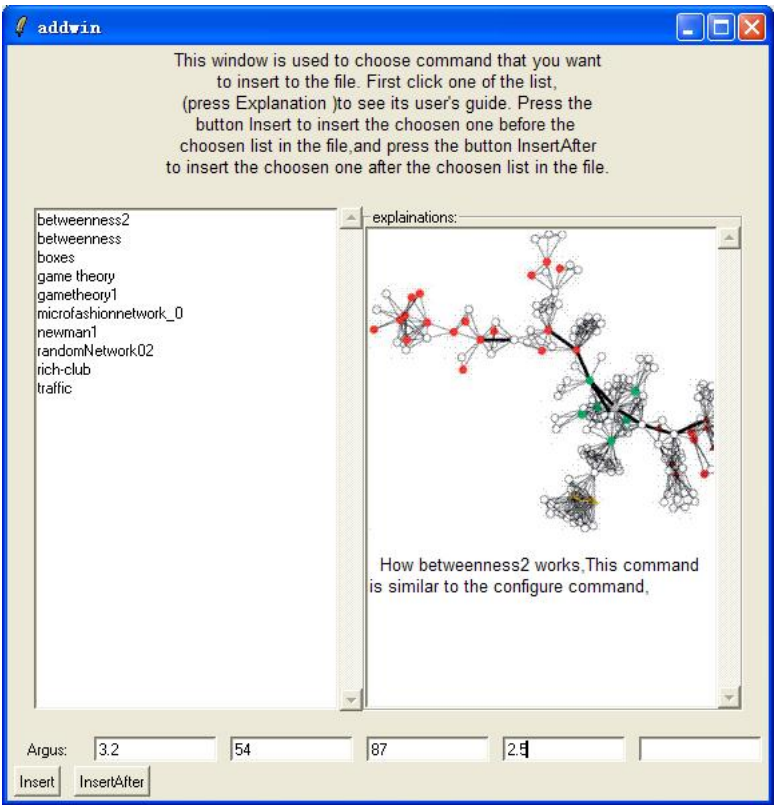 addwin
This window is used to choose command that you want
to insert to the file. First click one of the list,
(press Explanation )to see its user's guide. Press the
button Insert to insert the choosen one before the
choosen list in the file,and press the button InsertAfter
to insert the choosen one after the choosen list in the file.
betweenness2
betweenness
boxes
game theory
gametheory1
microfashionnetwork_0
newman1
randomNetwork02
rich-club
traffic
explainations:
How betweenness2 works,This command
is similar to the configure command,
Argus: 3.2 54 87 2.5
Insert InsertAfter